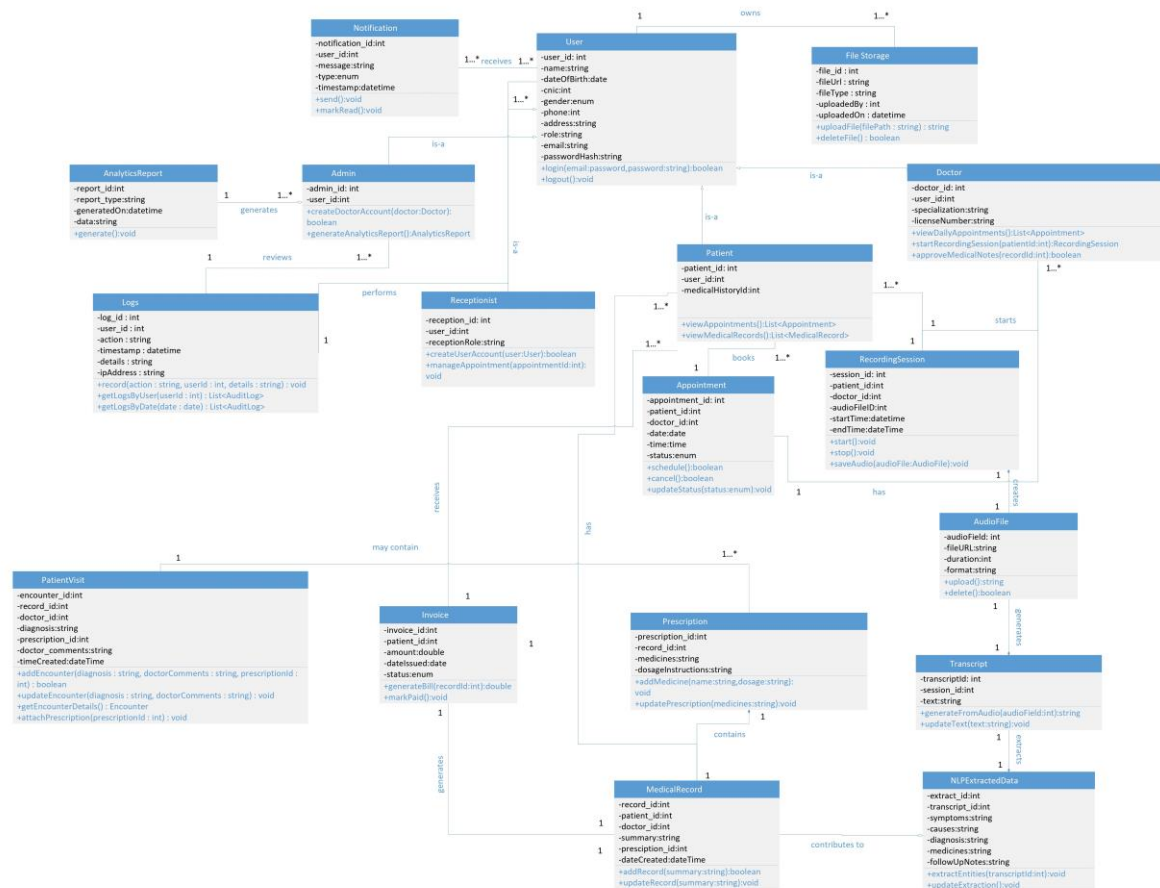 owns
1
1...*
Notification
-notification_id:int
-user_id:int
-message:string
-type:enum
-timestamp:datetime
+send():void
+markRead():void
1...*
receives
1...*
User
-user_id: int
-name:string
-dateOfBirth:date
-cnic:int
-gender:enum
-phone:int
-address:string
-role:string
-email:string
-passwordHash:string
+login(email:password,password:string):boolean
+logout():void
File Storage
-file_id : int
-fileUrl : string
-fileType : string
-uploadedBy : int
-uploadedOn : datetime
+uploadFile(filePath : string) : string
+deleteFile() : boolean
1...*
is-a
is-a
is-a
is-a
AnalyticsReport
-report_id:int
-report_type:string
-generatedOn:datetime
-data:string
+generate():void
1
1...*
generates
Admin
-admin_id: int
-user_id:int
+createDoctorAccount(doctor:Doctor):
boolean
+generateAnalyticsReport():AnalyticsReport
Doctor
-doctor_id: int
-user_id:int
-specialization:string
-licenseNumber:string
+viewDailyAppointments():List<Appointment>
+startRecordingSession(patientId:int):RecordingSession
+approveMedicalNotes(recordId:int):boolean
1
reviews
1...*
1...*
Patient
-patient_id: int
-user_id:int
-medicalHistoryId:int
+viewAppointments():List<Appointment>
+viewMedicalRecords():List<MedicalRecord>
1...*
1...*
1...*
Logs
-log_id : int
-user_id : int
-action : string
-timestamp : datetime
-details : string
-ipAddress : string
+record(action : string, userId : int, details : string) : void
+getLogsByUser(userId : int) : List<AuditLog>
+getLogsByDate(date : date) : List<AuditLog>
performs
1
Receptionist
-reception_id: int
-user_id:int
-receptionRole:string
+createUserAccount(user:User):boolean
+manageAppointment(appointmentId:int):
void
1
starts
1
books
1...*
1
Appointment
-appointment_id: int
-patient_id:int
-doctor_id:int
-date:date
-time:time
-status:enum
+schedule():boolean
+cancel():boolean
+updateStatus(status:enum):void
RecordingSession
-session_id: int
-patient_id:int
-doctor_id:int
-audioFileID:int
-startTime:datetime
-endTime:dateTime
+start():void
+stop():void
+saveAudio(audioFile:AudioFile):void
1
has
1
1
creates
1
receives
has
AudioFile
-audioField: int
-fileURL:string
-duration:int
-format:string
+upload():string
+delete():boolean
1
generates
1
1
may contain
1...*
PatientVisit
-encounter_id:int
-record_id:int
-doctor_id:int
-diagnosis:string
-prescription_id:int
-doctor_comments:string
-timeCreated:dateTime
+addEncounter(diagnosis : string, doctorComments : string, prescriptionId :
int) : boolean
+updateEncounter(diagnosis : string, doctorComments : string) : void
+getEncounterDetails() : Encounter
+attachPrescription(prescriptionId : int) : void
1
Invoice
-invoice_id:int
-patient_id:int
-amount:double
-dateIssued:date
-status:enum
+generateBill(recordId:int):double
+markPaid():void
1
1
Prescription
-prescription_id:int
-record_id:int
-medicines:string
-dosageInstructions:string
+addMedicine(name:string,dosage:string):
void
+updatePrescription(medicines:string):void
1
contains
1
Transcript
-transcriptId: int
-session_id:int
-text:string
+generateFromAudio(audioField:int):string
+updateText(text:string):void
1
extracts
1
generates
1
1
MedicalRecord
-record_id:int
-patient_id:int
-doctor_id:int
-summary:string
-presciption_id:int
-dateCreated:dateTime
+addRecord(summary:string):boolean
+updateRecord(summary:string):void
contributes to
NLPExtractedData
-extract_id:int
-transcript_id:int
-symptoms:string
-causes:string
-diagnosis:string
-medicines:string
-followUpNotes:string
+extractEntities(transcriptId:int):void
+updateExtraction():void